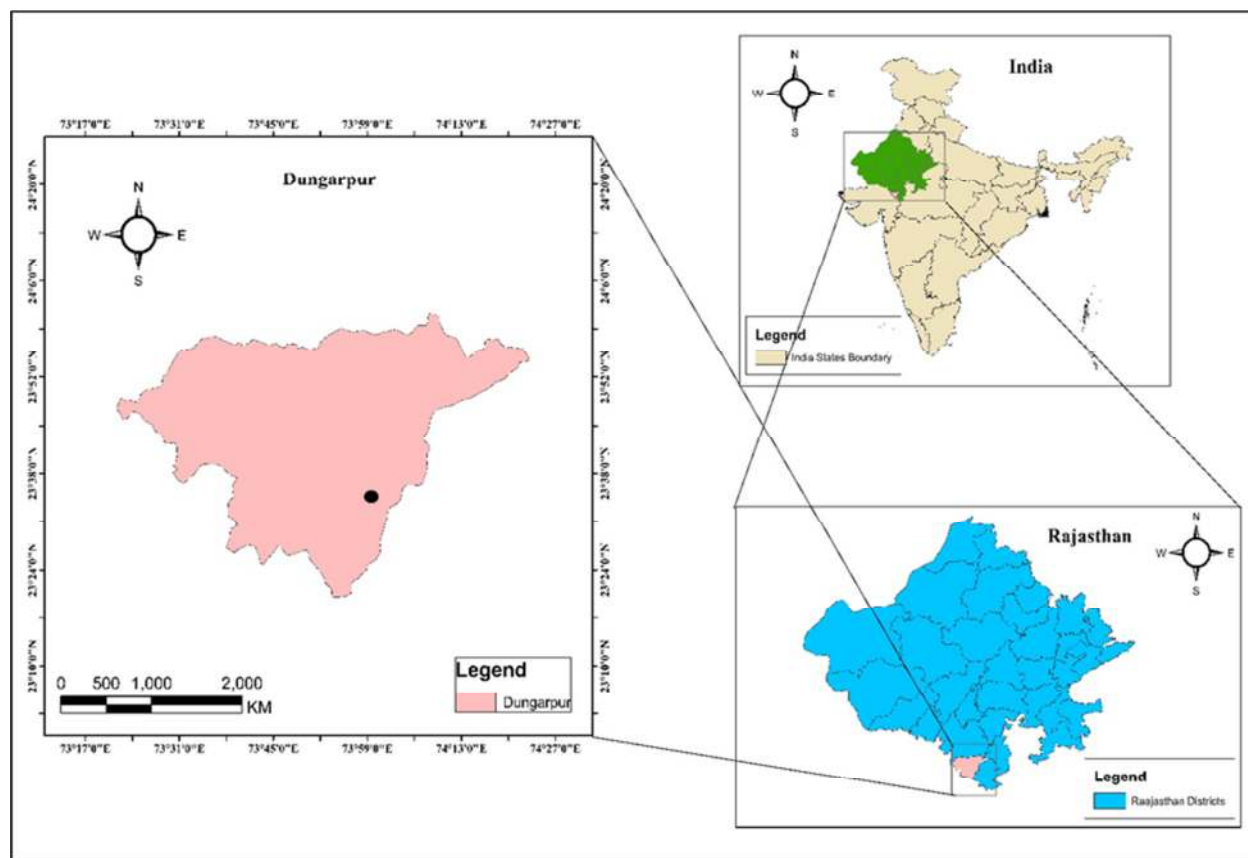 73°17'0"E 73°31'0"E 73°45'0"E 73°59'0"E 74°13'0"E 74°27'0"E
Dungarpur
N
W E
S
24°20'0"N 24°20'0"N
24°6'0"N 24°6'0"N
23°52'0"N 23°52'0"N
23°38'0"N 23°38'0"N
23°24'0"N 23°24'0"N
23°10'0"N 23°10'0"N
0 500 1,000 2,000
KM
Legend
Dungarpur
73°17'0"E 73°31'0"E 73°45'0"E 73°59'0"E 74°13'0"E 74°27'0"E
India
N
W E
S
Legend
India States Boundary
Rajasthan
N
W E
S
Legend
Raajasthan Districts